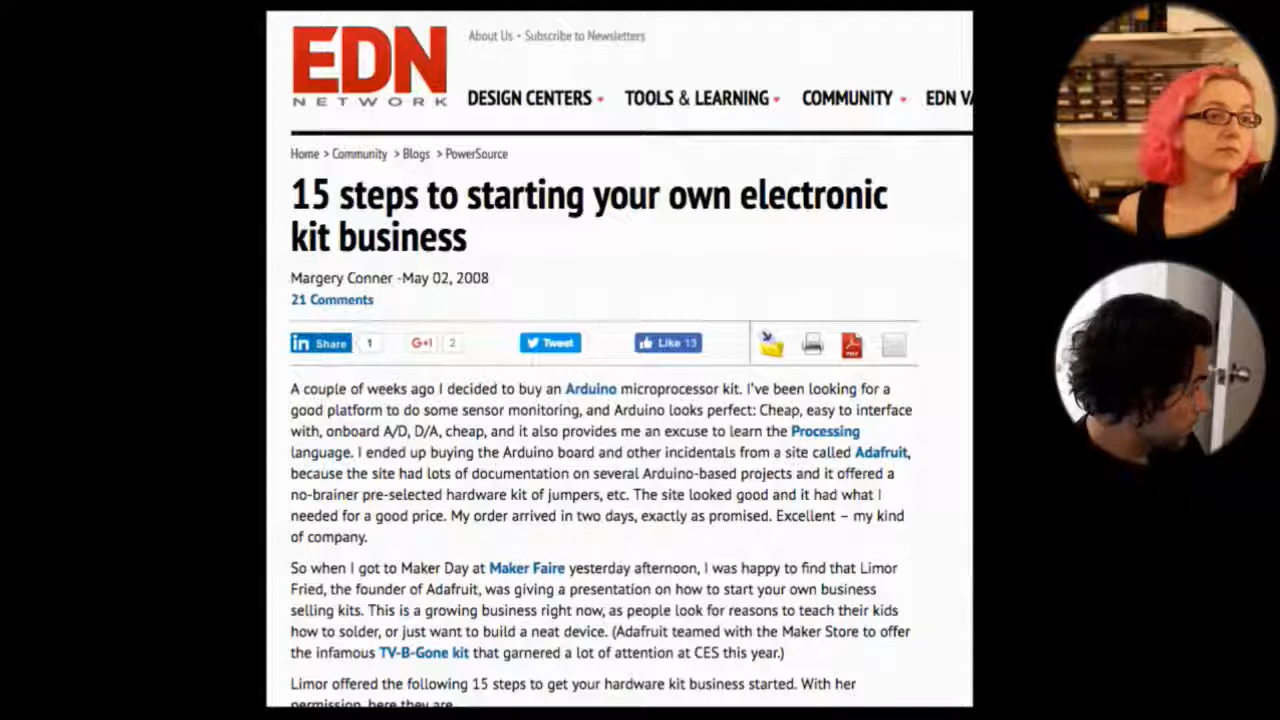 EDN
NETWORK
About Us • Subscribe to Newsletters
DESIGN CENTERS TOOLS & LEARNING COMMUNITY EDN
Home > Community > Blogs > PowerSource
15 steps to starting your own electronic
kit business
Margery Conner -May 02, 2008
21 Comments
in Share 1 G+1 2 Tweet Like 13
A couple of weeks ago I decided to buy an Arduino microprocessor kit. I've been looking for a
good platform to do some sensor monitoring, and Arduino looks perfect: Cheap, easy to interface
with, onboard A/D, D/A, cheap, and it also provides me an excuse to learn the Processing
language. I ended up buying the Arduino board and other incidentals from a site called Adafruit,
because the site had lots of documentation on several Arduino-based projects and it offered a
no-brainer pre-selected hardware kit of jumpers, etc. The site looked good and it had what I
needed for a good price. My order arrived in two days, exactly as promised. Excellent – my kind
of company.
So when I got to Maker Day at Maker Faire yesterday afternoon, I was happy to find that Limor
Fried, the founder of Adafruit, was giving a presentation on how to start your own business
selling kits. This is a growing business right now, as people look for reasons to teach their kids
how to solder, or just want to build a neat device. (Adafruit teamed with the Maker Store to offer
the infamous TV-B-Gone kit that garnered a lot of attention at CES this year.)
Limor offered the following 15 steps to get your hardware kit business started. With her
permission, here they are